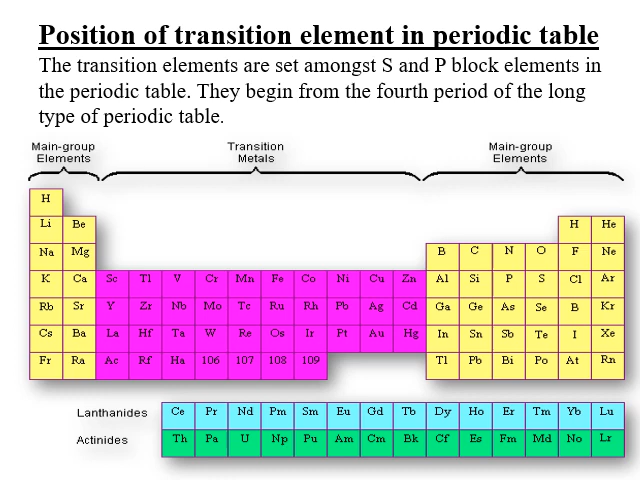 Position of transition element in periodic table
The transition elements are set amongst S and P block elements in
the periodic table. They begin from the fourth period of the long
type of periodic table.
Main-group Transition Main-group
Elements Metals Elements
H
Li Be H He
Na Mg B C N O F Ne
K Ca Sc Tl V Cr Mn Fe Co Ni Cu Zn Al Si P S Cl Ar
Rb Sr Y Zr Nb Mo Tc Ru Rh Pb Ag Cd Ga Ge As Se B Kr
Cs Ba La Hf Ta W Re Os Ir Pt Au Hg In Sn Sb Te I Xe
Fr Ra Ac Rf Ha 106 107 108 109 Tl Pb Bi Po At Rn
Lanthanides Ce Pr Nd Pm Sm Eu Gd Tb Dy Ho Er Tm Yb Lu
Actinides Th Pa U Np Pu Am Cm Bk Cf Es Fm Md No Lr